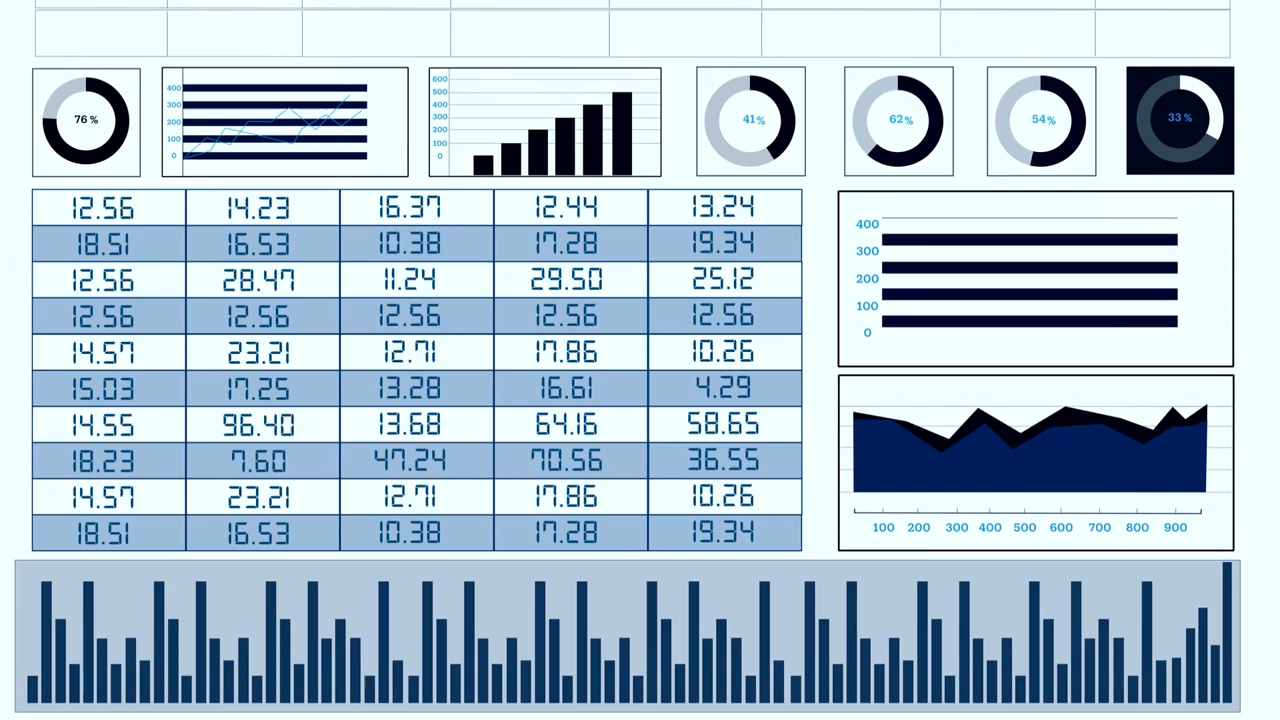 76 %
400
300
200
100
0
600
500
400
300
200
100
0
41 %
62 %
54 %
33 %
12.56 14.23 16.37 12.44 13.24
18.51 16.53 10.38 17.28 19.34
12.56 28.47 11.24 29.50 25.12
12.56 12.56 12.56 12.56 12.56
14.57 23.21 12.71 17.86 10.26
15.03 17.25 13.28 16.61 4.29
14.55 96.40 13.68 64.16 58.65
18.23 7.60 47.24 70.56 36.55
14.57 23.21 12.71 17.86 10.26
18.51 16.53 10.38 17.28 19.34
400
300
200
100
0
100 200 300 400 500 600 700 800 900